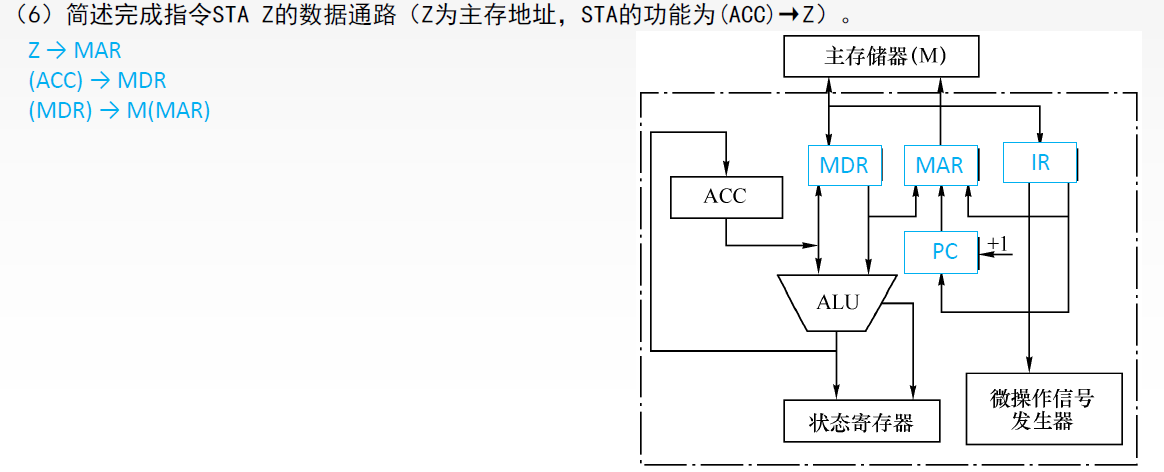 （6）简述完成指令STA Z的数据通路（Z为主存地址，STA的功能为(ACC)→Z）。
Z → MAR
(ACC) → MDR
(MDR) → M(MAR)
主存储器(M)
MDR
MAR
IR
ACC
PC
+1
ALU
微操作信号
发生器
状态寄存器